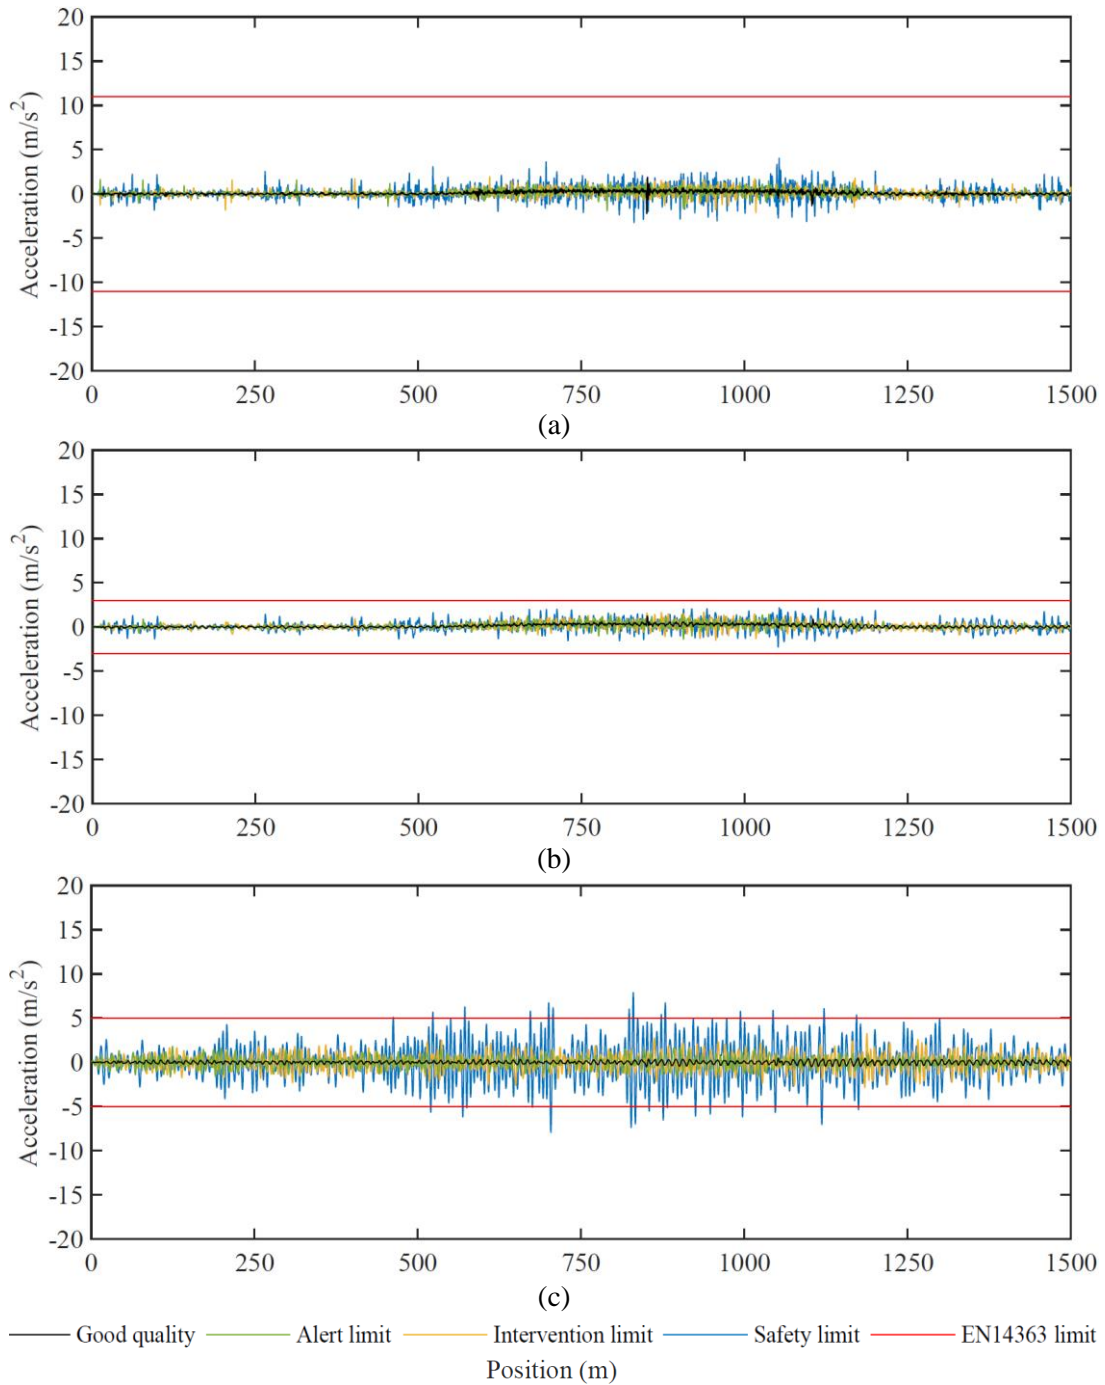 20
15
10
5
0
-5
-10
-15
-20
Acceleration (m/s²)
0 250 500 750 1000 1250 1500
(a)
20
15
10
5
0
-5
-10
-15
-20
Acceleration (m/s²)
0 250 500 750 1000 1250 1500
(b)
20
15
10
5
0
-5
-10
-15
-20
Acceleration (m/s²)
0 250 500 750 1000 1250 1500
(c)
Good quality Alert limit Intervention limit Safety limit EN14363 limit
Position (m)